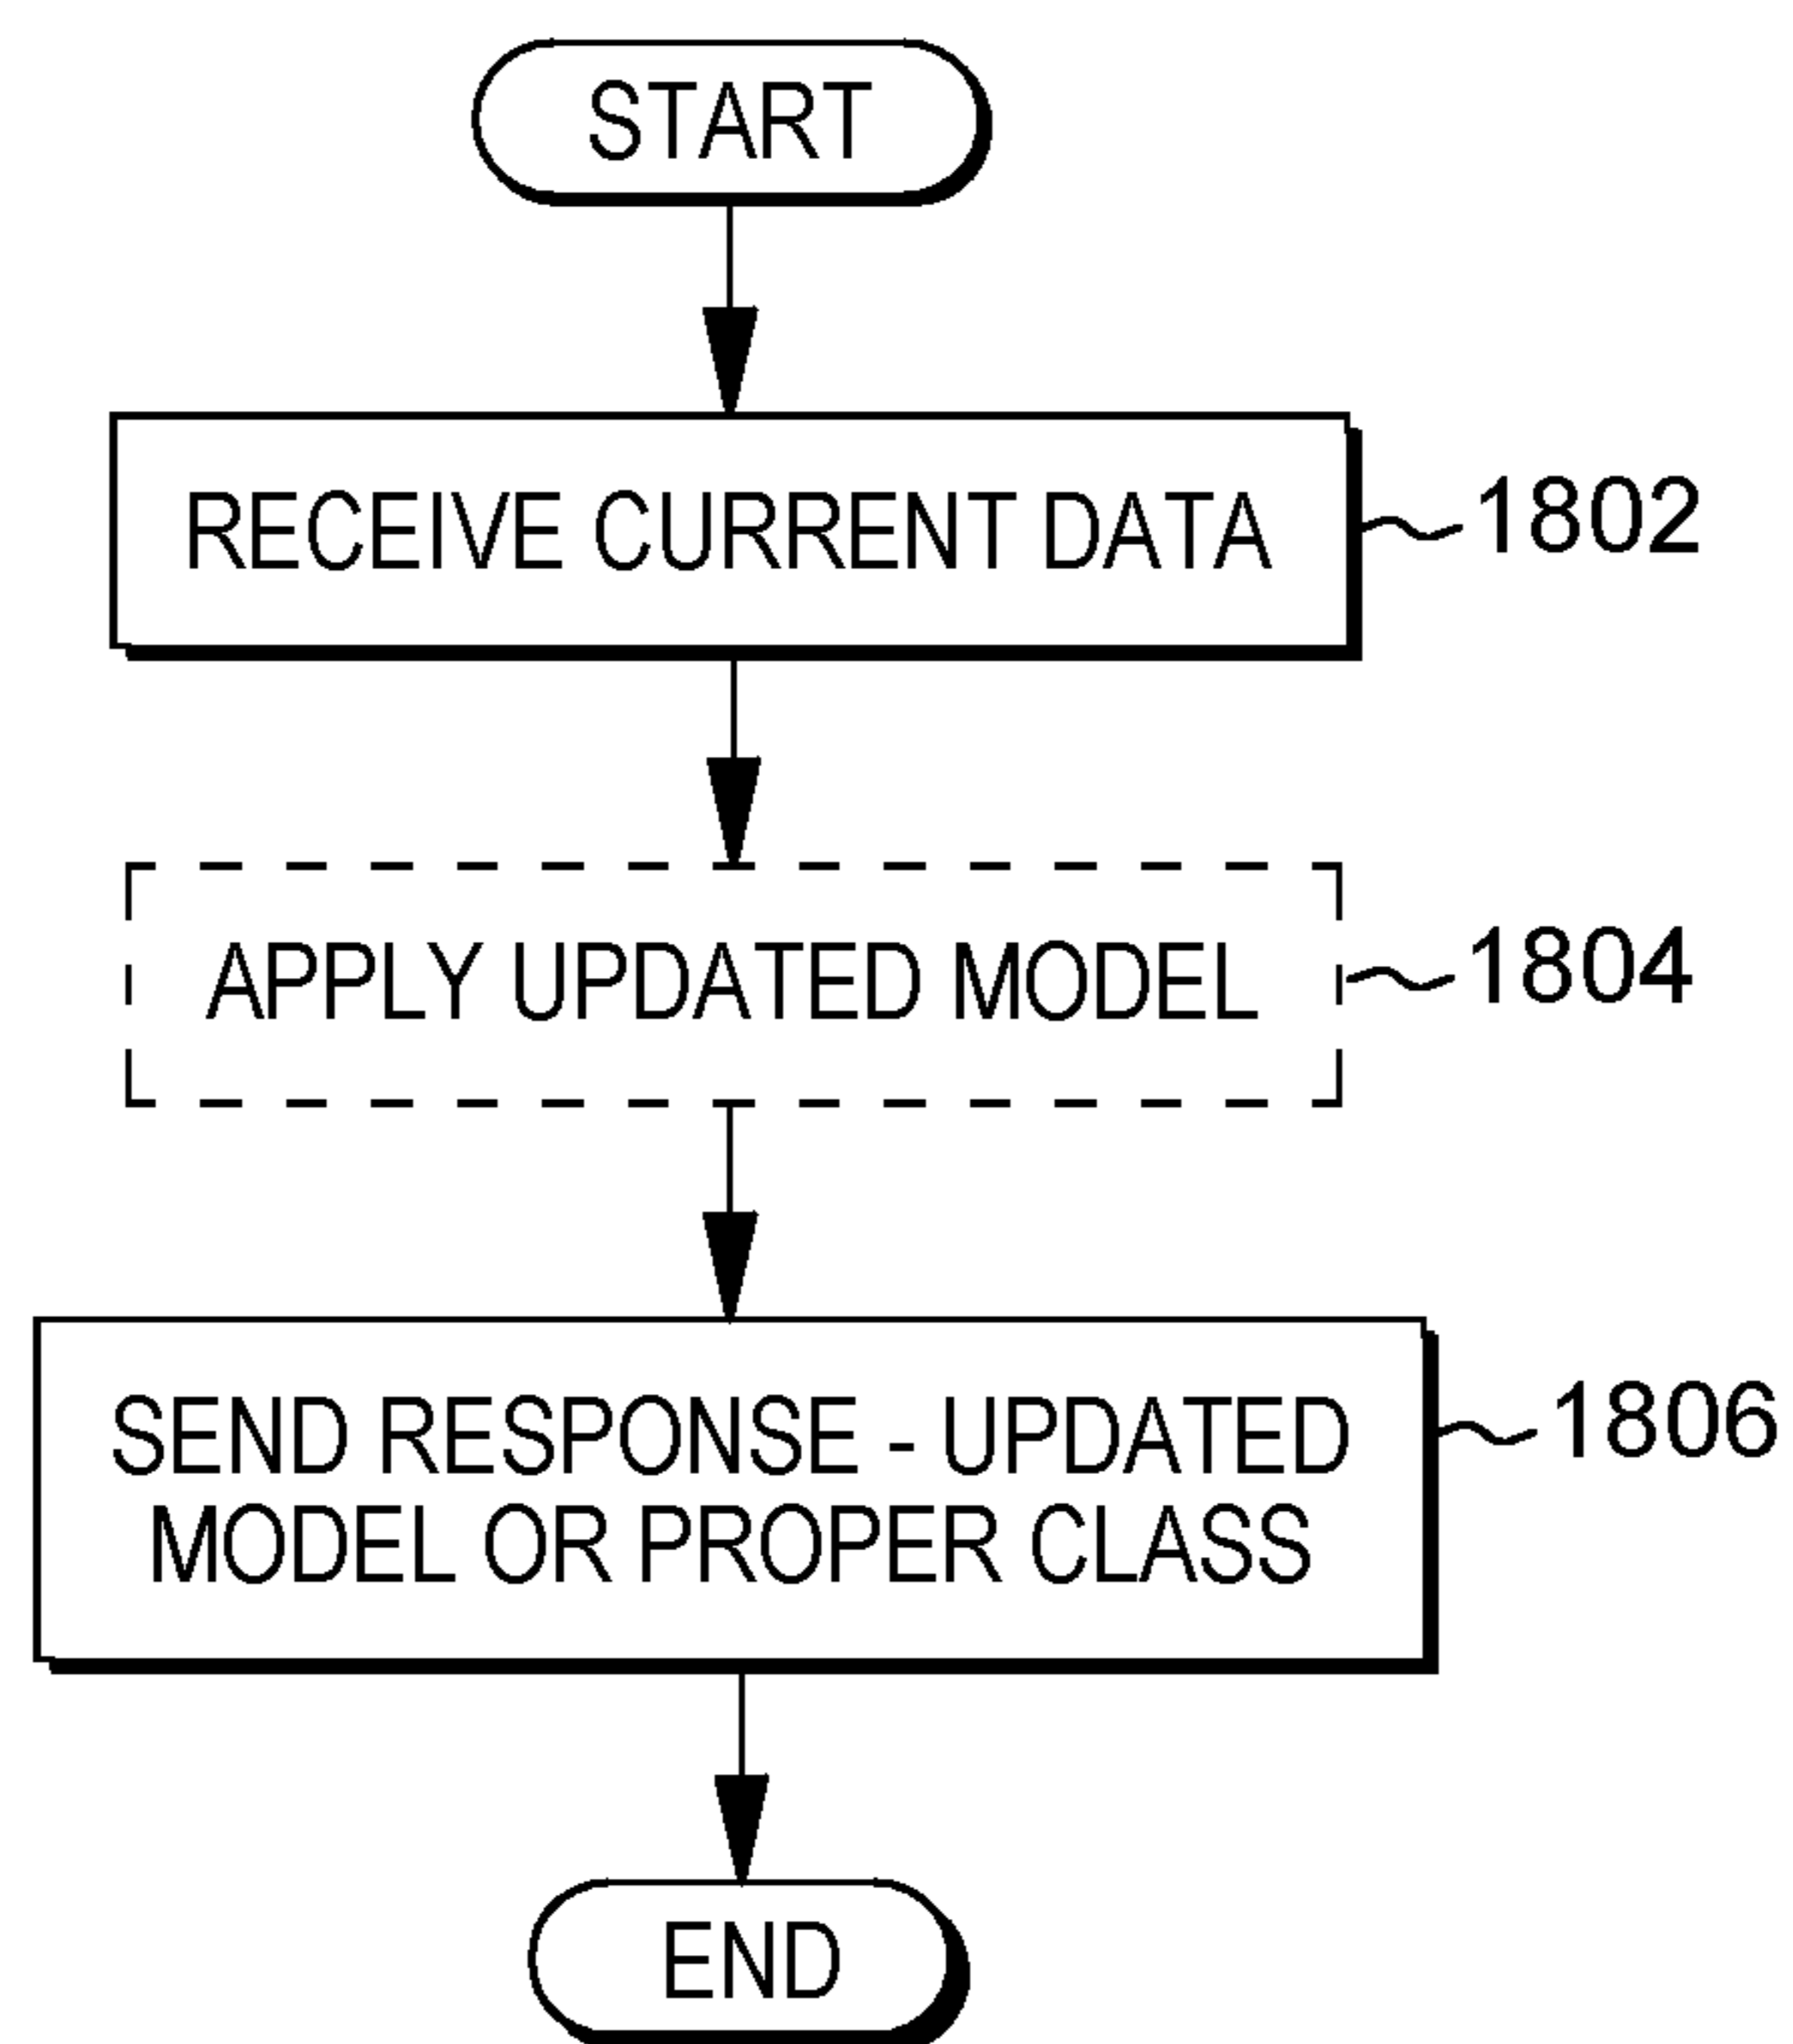 START
RECEIVE CURRENT DATA
1802
APPLY UPDATED MODEL
1804
SEND RESPONSE - UPDATED
MODEL OR PROPER CLASS
1806
END